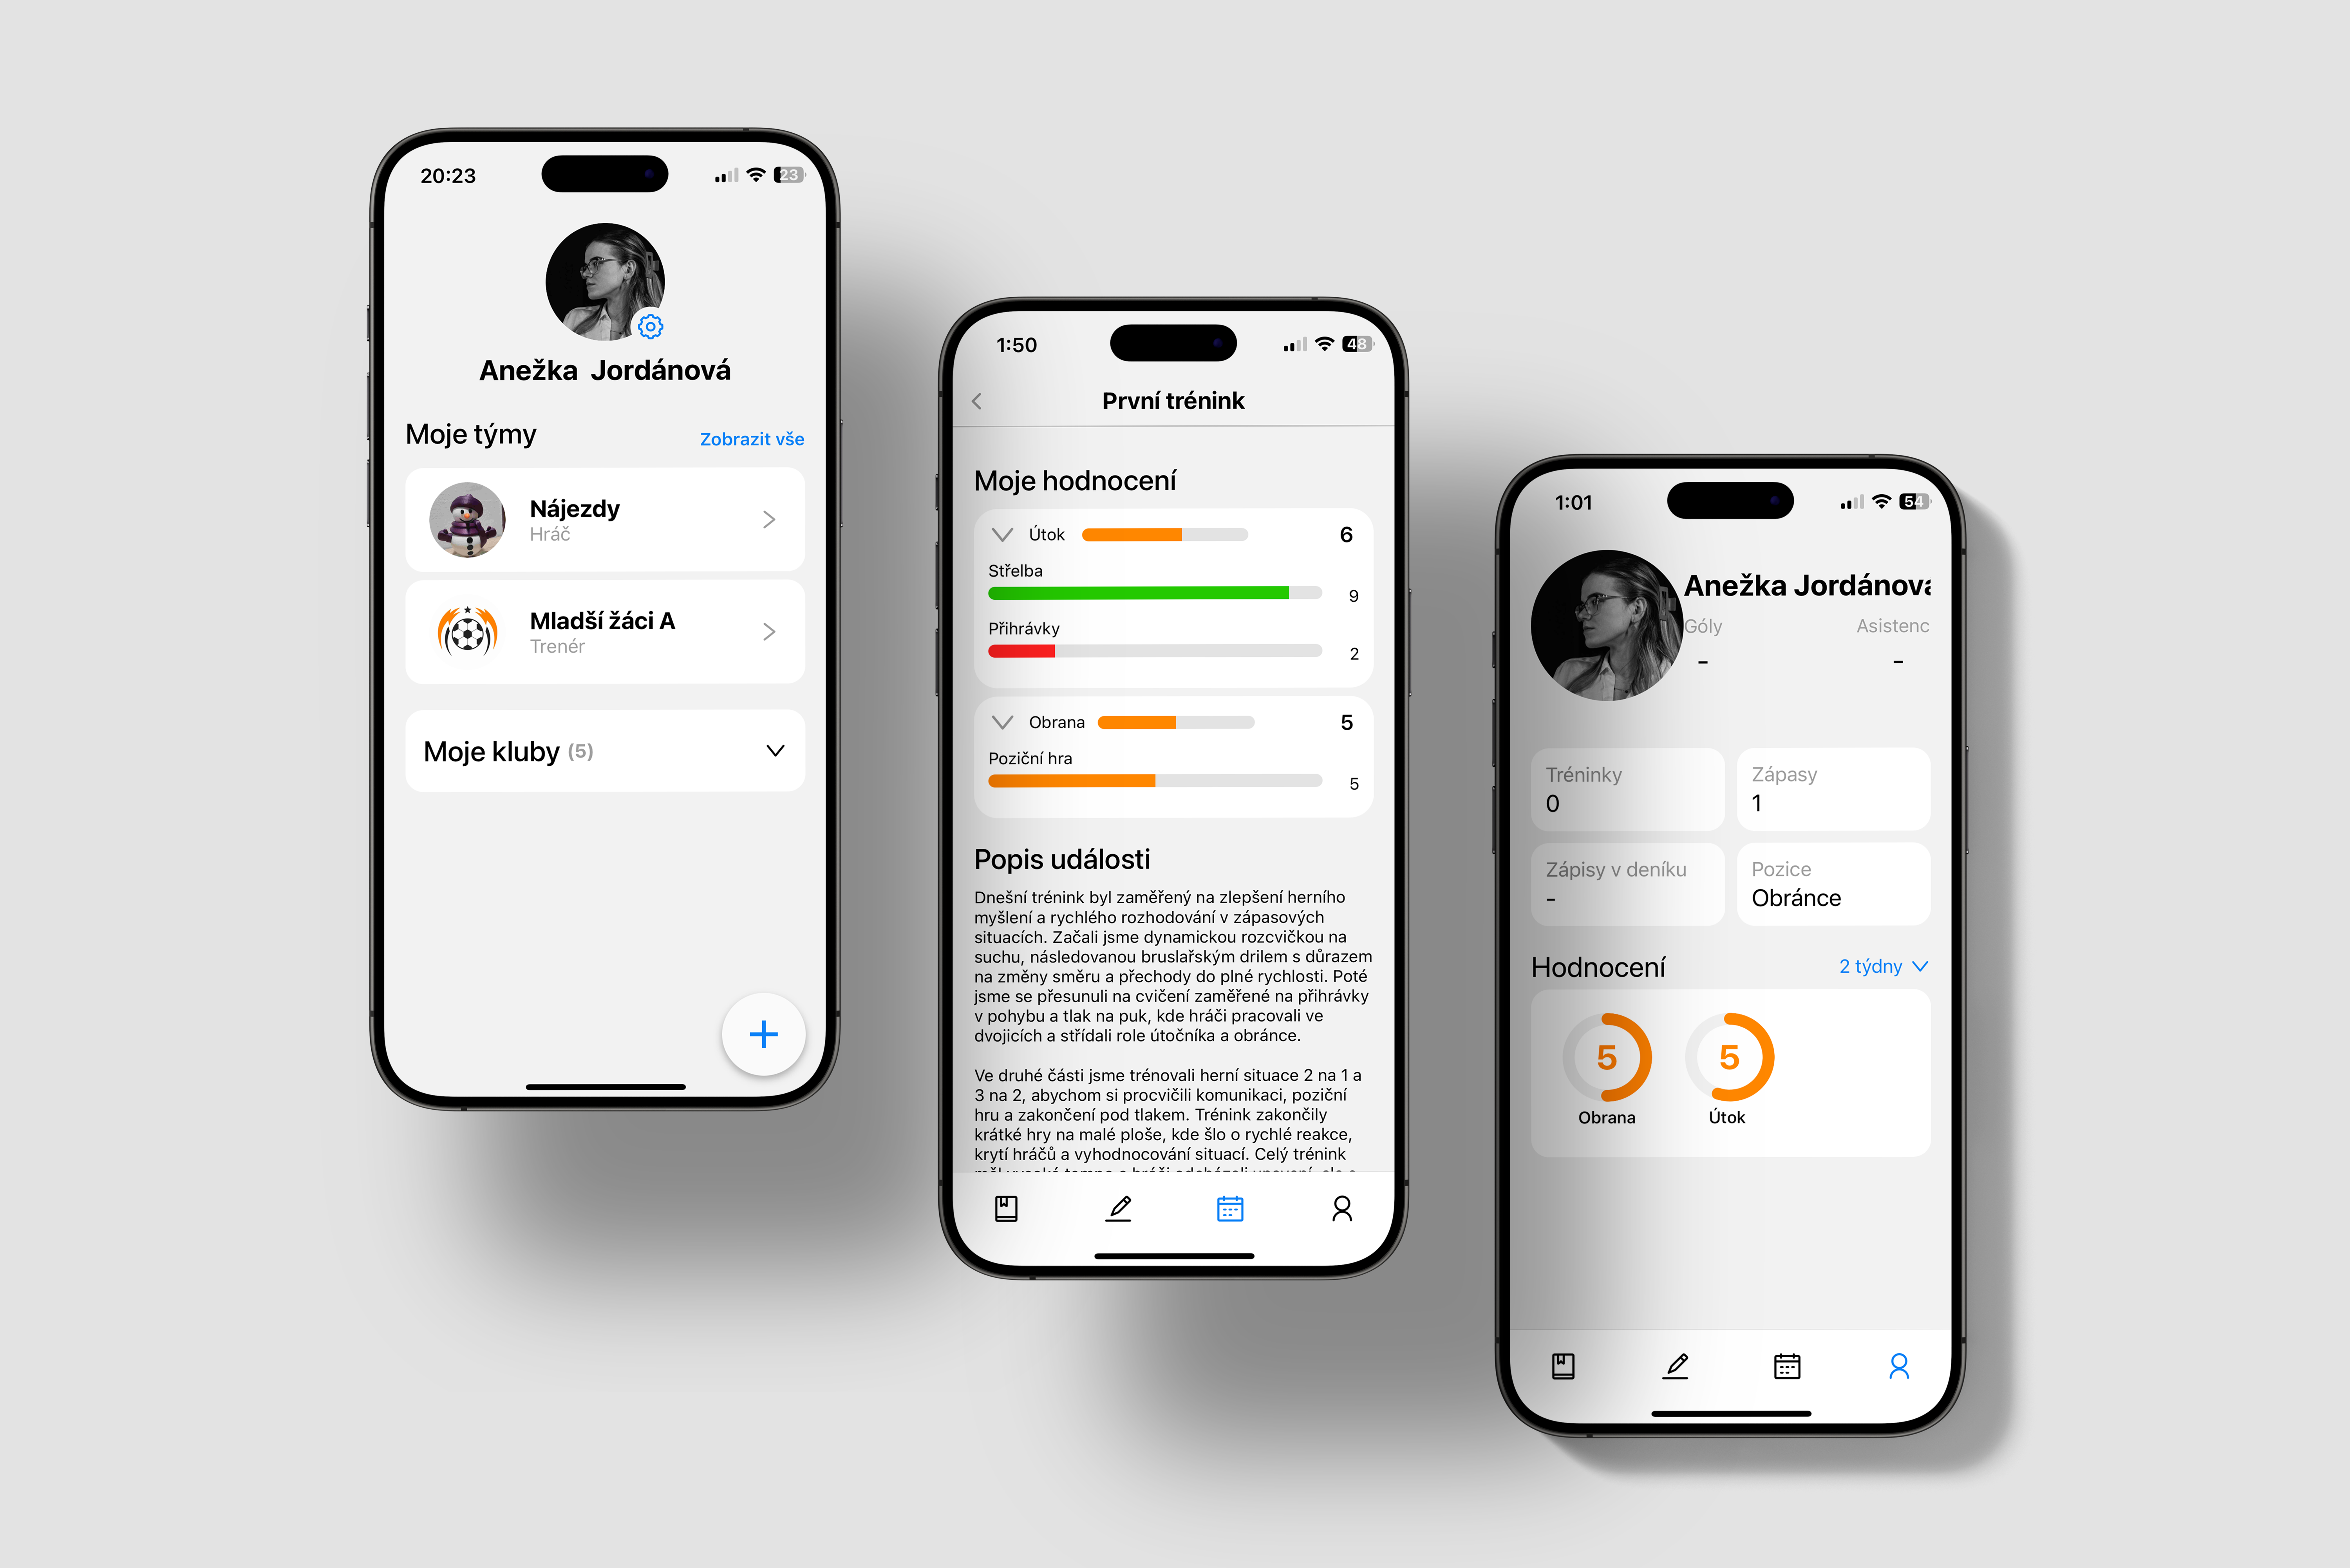 20:23
23
Anežka Jordánová
Moje týmy
Zobrazit vše
Nájezdy
Hráč
Mladší žáci A
Trenér
Moje kluby (5)
1:50
48
První trénink
Moje hodnocení
Útok
6
Střelba
9
Přihrávky
2
Obrana
5
Poziční hra
5
Popis události
Dnešní trénink byl zaměřený na zlepšení herního
myšlení a rychlého rozhodování v zápasových
situacích. Začali jsme dynamickou rozcvičkou na
suchu, následovanou bruslařským drilem s důrazem
na změny směru a přechody do plné rychlosti. Poté
jsme se přesunuli na cvičení zaměřené na přihrávky
v pohybu a tlak na puk, kde hráči pracovali ve
dvojicích a střídali role útočníka a obránce.
Ve druhé části jsme trénovali herní situace 2 na 1 a
3 na 2, abychom si procvičili komunikaci, poziční
hru a zakončení pod tlakem. Trénink zakončily
krátké hry na malé ploše, kde šlo o rychlé reakce,
krytí hráčů a vyhodnocování situací. Celý trénink
1:01
54
Anežka Jordánová
Góly
Asistenc
-
-
Tréninky
0
Zápasy
1
Zápisy v deníku
-
Pozice
Obránce
Hodnocení
2 týdny
5
Obrana
5
Útok